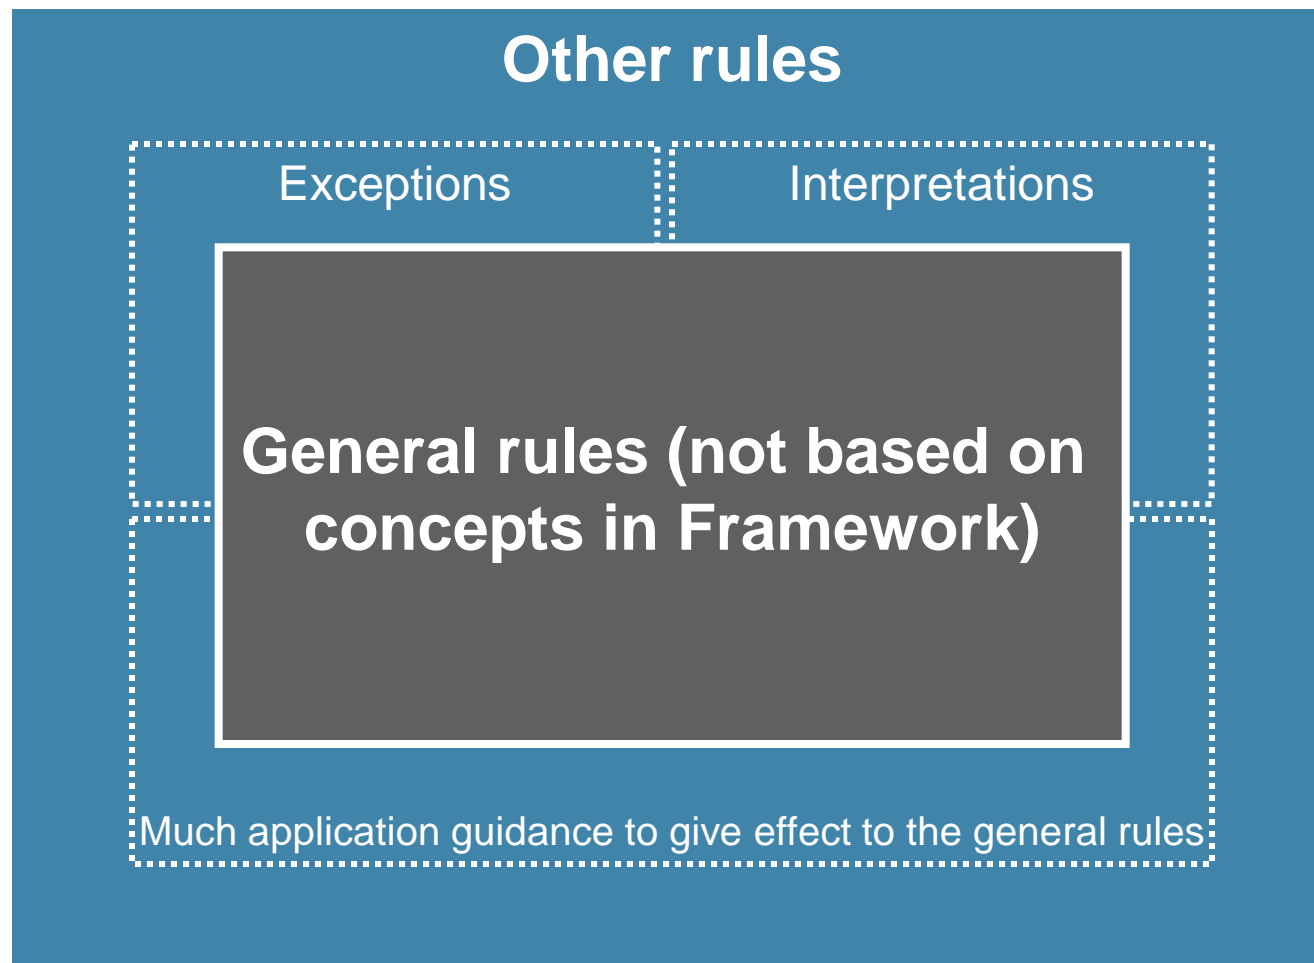 Other rules
Exceptions
Interpretations
General rules (not based on
concepts in Framework)
Much application guidance to give effect to the general rules